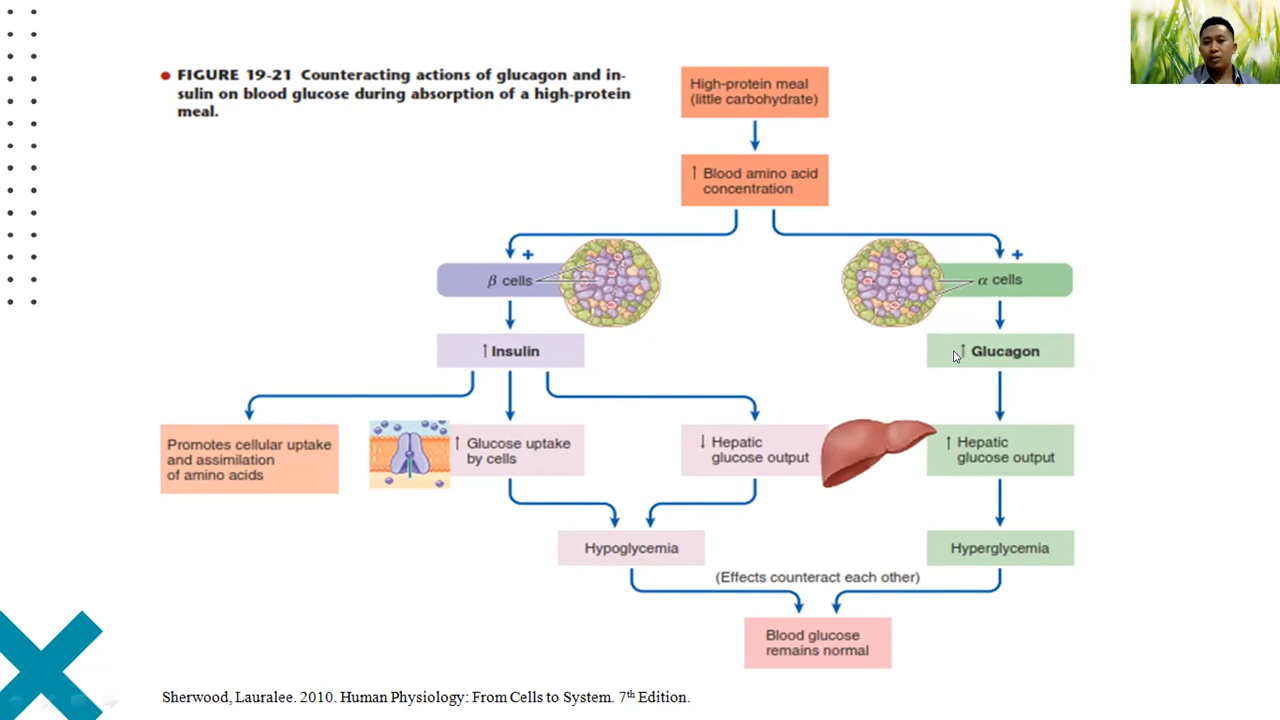 FIGURE 19-21 Counteracting actions of glucagon and in-
sulin on blood glucose during absorption of a high-protein
meal.
High-protein meal
(little carbohydrate)
↑ Blood amino acid
concentration
+
β cells
+
α cells
↑ Insulin
↑ Glucagon
Promotes cellular uptake
and assimilation
of amino acids
↑ Glucose uptake
by cells
↓ Hepatic
glucose output
↑ Hepatic
glucose output
Hypoglycemia
Hyperglycemia
(Effects counteract each other)
Blood glucose
remains normal
Sherwood, Lauralee. 2010. Human Physiology: From Cells to System. 7th Edition.